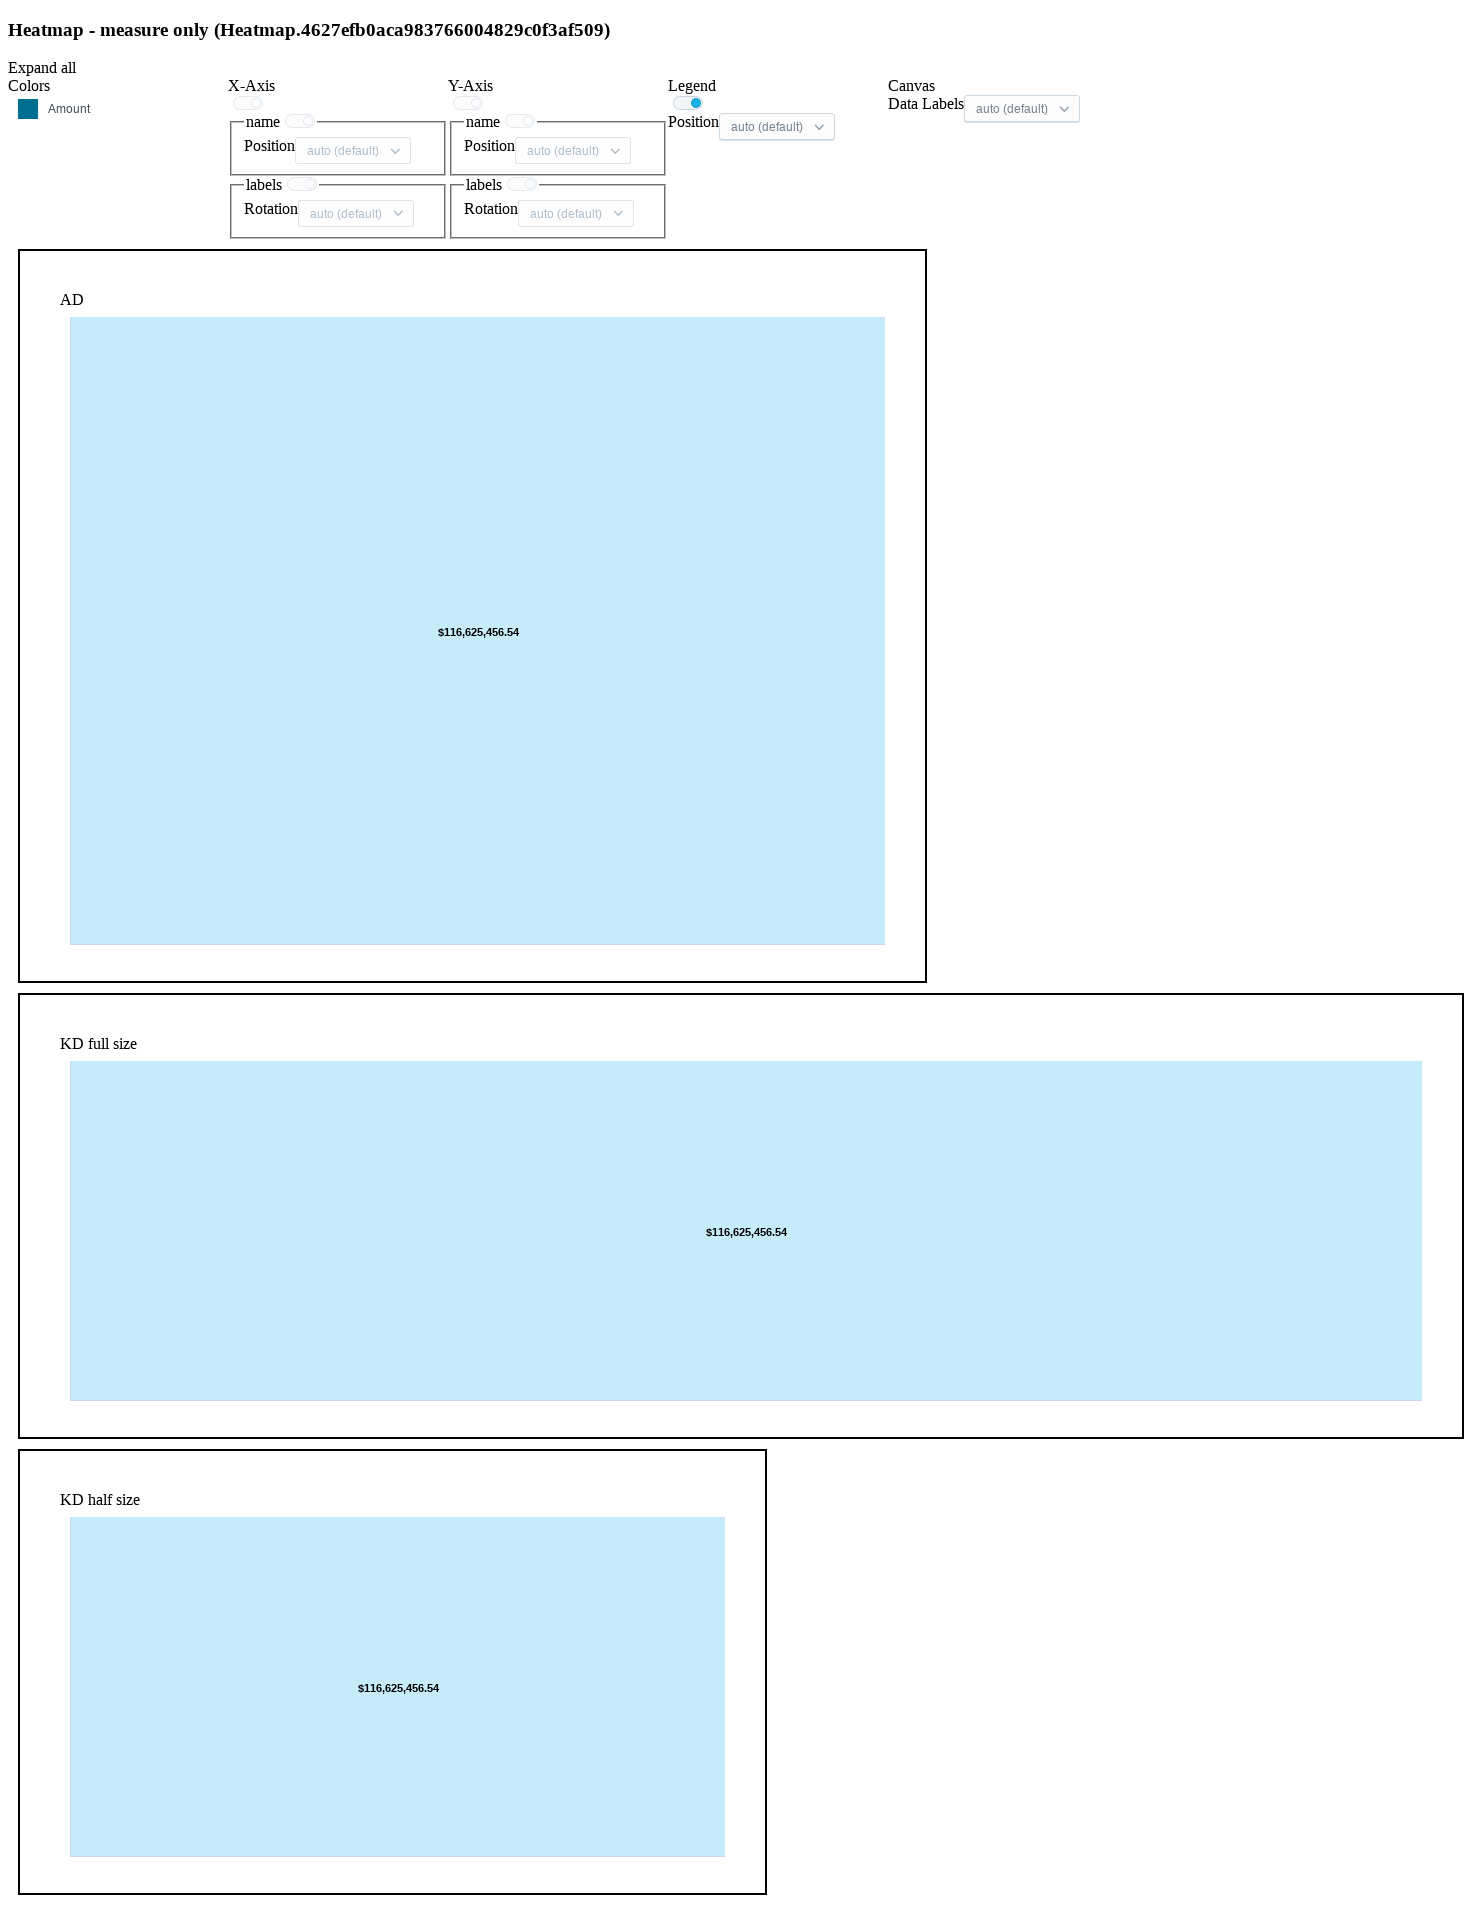 Heatmap - measure only (Heatmap.4627efb0aca983766004829c0f3af509)
Expand all
Colors
Amount
X-Axis
name
Position auto (default)
labels
Rotation auto (default)
Y-Axis
name
Position auto (default)
labels
Rotation auto (default)
Legend
Position auto (default)
Canvas
Data Labels auto (default)
AD
$116,625,456.54
KD full size
$116,625,456.54
KD half size
$116,625,456.54